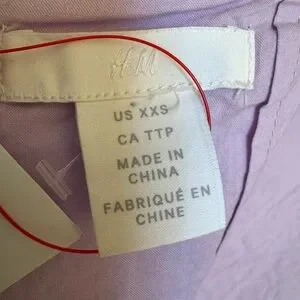 H&M
US XXS
CA TTP
MADE IN
CHINA
FABRIQUÉ EN
CHINE